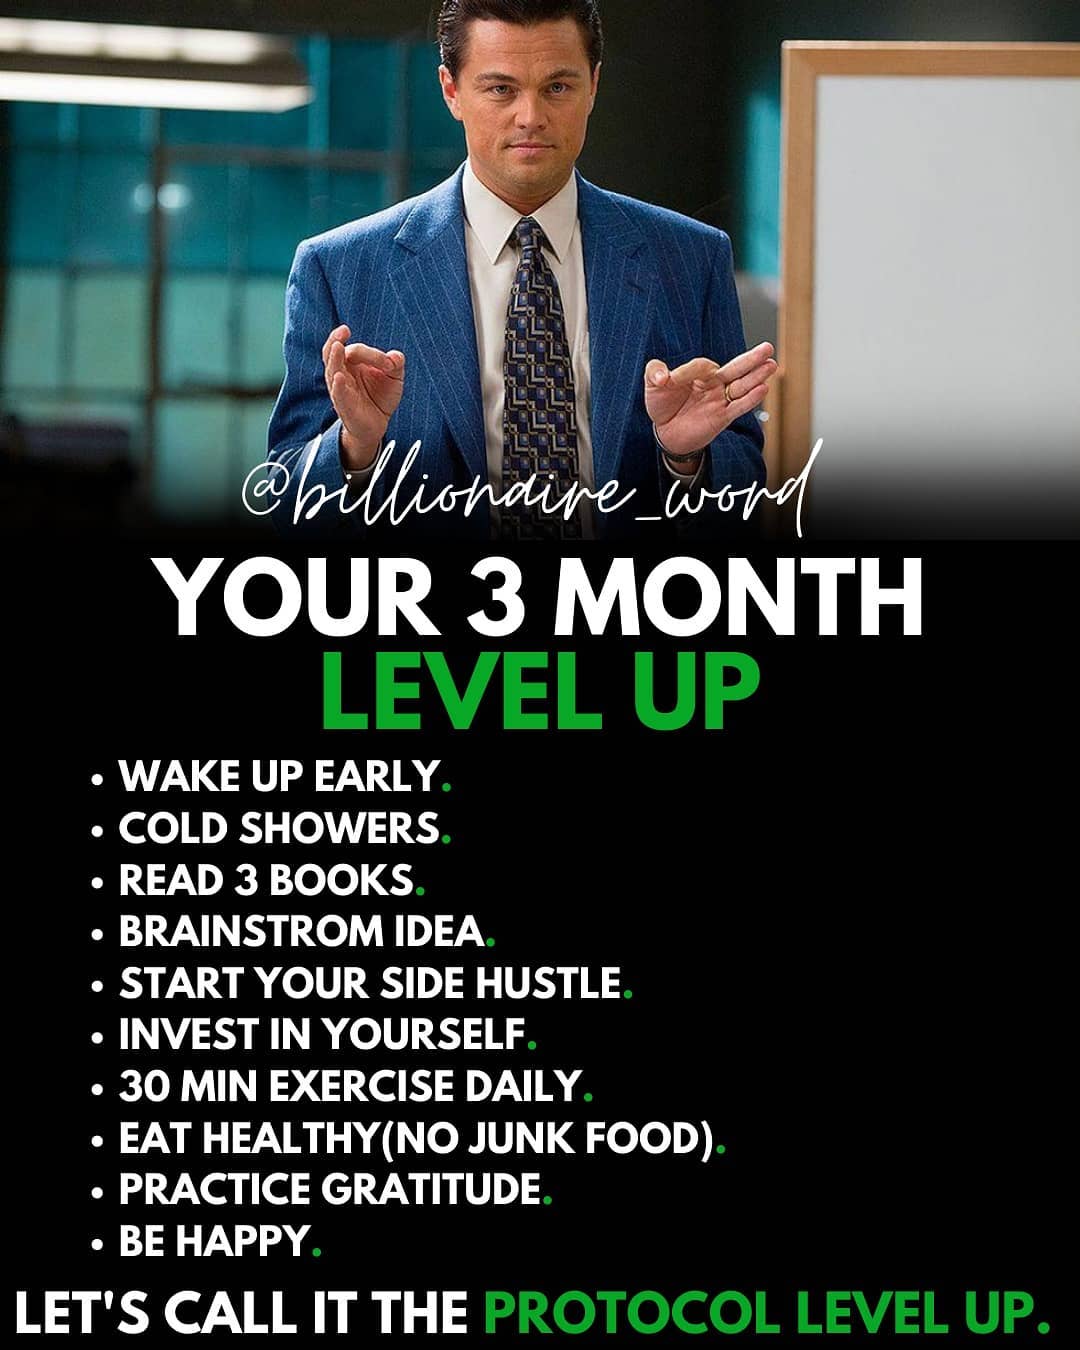 @billionaire_word
YOUR 3 MONTH
LEVEL UP
• WAKE UP EARLY.
• COLD SHOWERS.
• READ 3 BOOKS.
• BRAINSTROM IDEA.
• START YOUR SIDE HUSTLE.
• INVEST IN YOURSELF.
• 30 MIN EXERCISE DAILY.
• EAT HEALTHY(NO JUNK FOOD).
• PRACTICE GRATITUDE.
• BE HAPPY.
LET'S CALL IT THE PROTOCOL LEVEL UP.